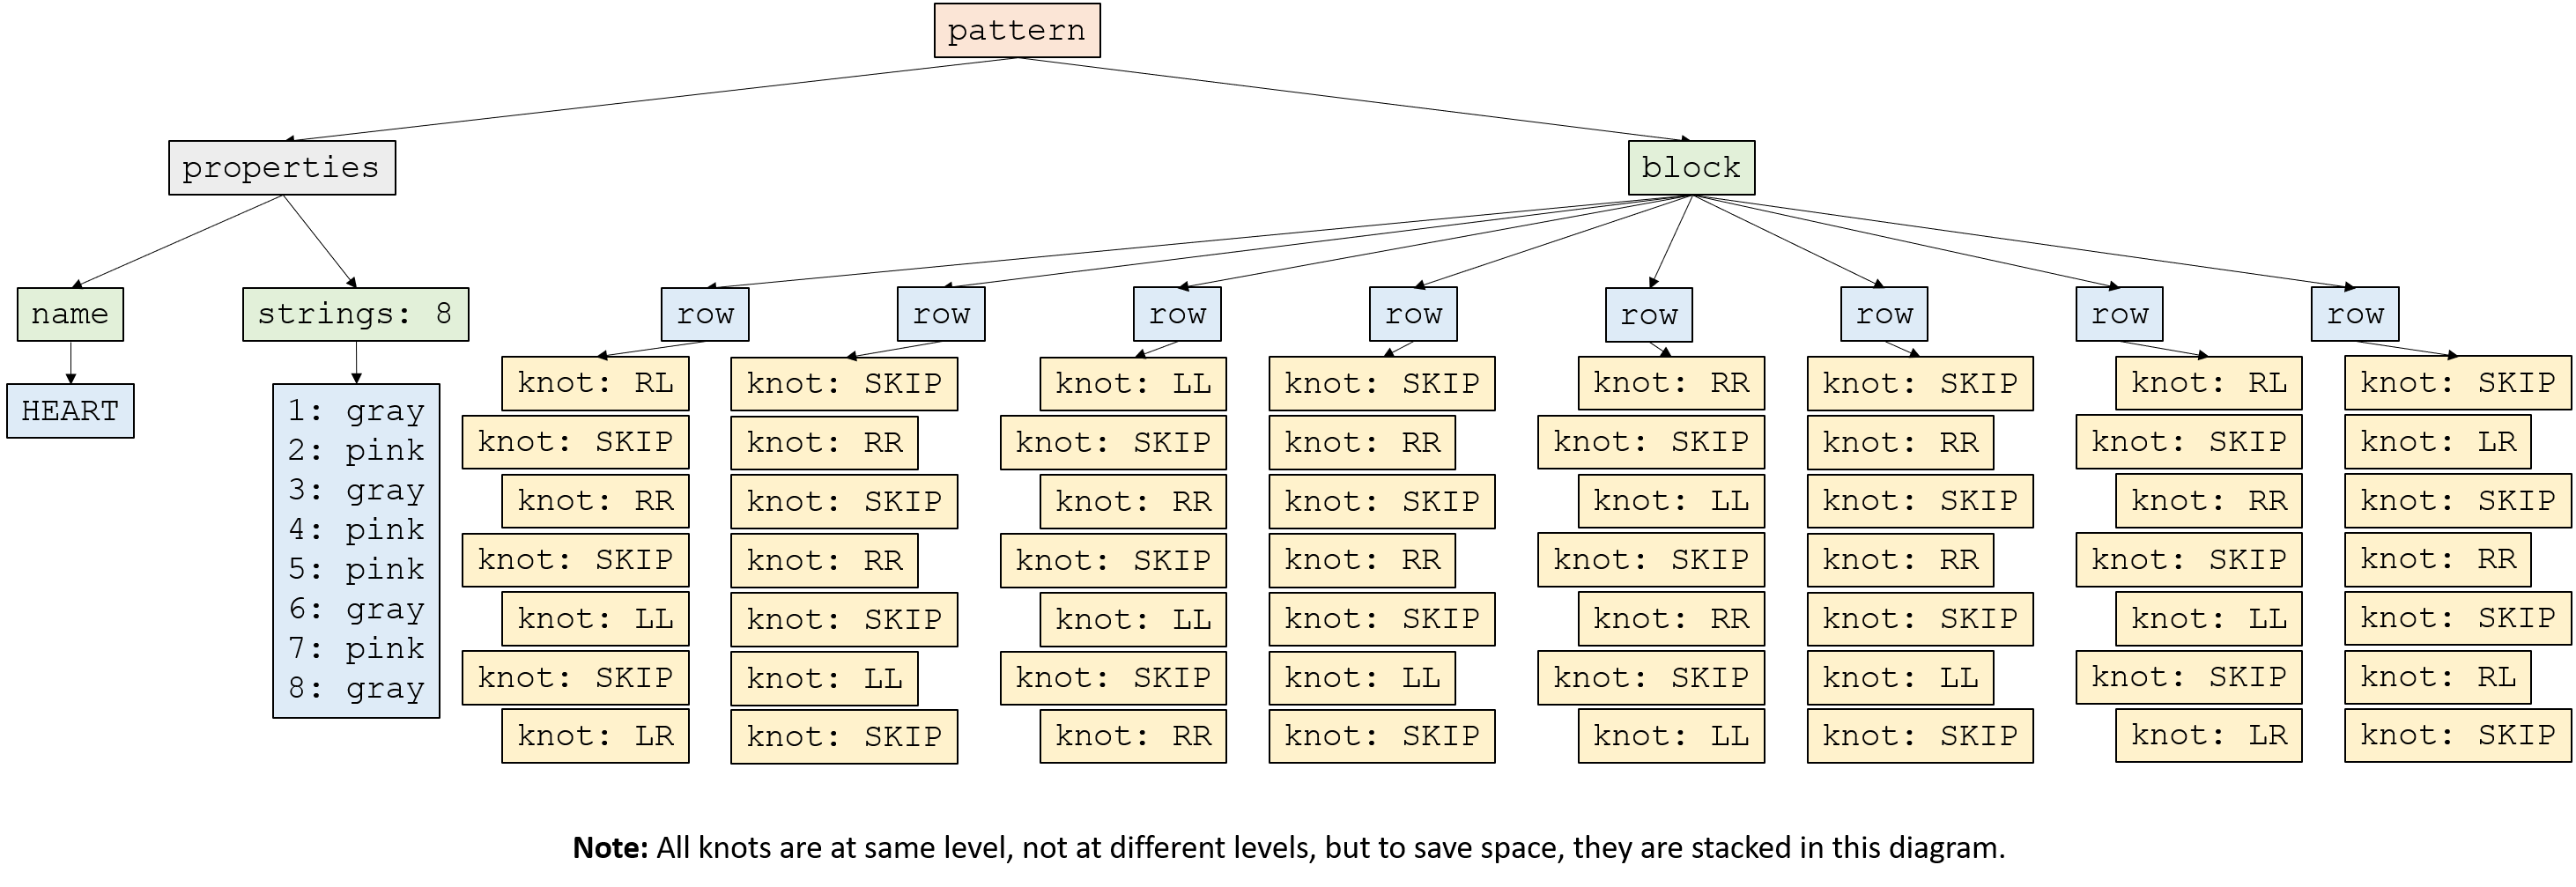 pattern
properties
block
name
strings: 8
row
row
row
row
row
row
row
row
HEART
1: gray
2: pink
3: gray
4: pink
5: pink
6: gray
7: pink
8: gray
knot: RL
knot: SKIP
knot: RR
knot: SKIP
knot: LL
knot: SKIP
knot: LR
knot: SKIP
knot: RR
knot: SKIP
knot: RR
knot: SKIP
knot: LL
knot: SKIP
knot: LL
knot: SKIP
knot: RR
knot: SKIP
knot: LL
knot: SKIP
knot: RR
knot: SKIP
knot: RR
knot: SKIP
knot: RR
knot: SKIP
knot: LL
knot: SKIP
knot: RR
knot: SKIP
knot: LL
knot: SKIP
knot: RR
knot: SKIP
knot: LL
knot: SKIP
knot: RR
knot: SKIP
knot: RR
knot: SKIP
knot: LL
knot: SKIP
knot: RL
knot: SKIP
knot: RR
knot: SKIP
knot: LL
knot: SKIP
knot: LR
knot: SKIP
knot: LR
knot: SKIP
knot: RR
knot: SKIP
knot: RL
knot: SKIP
Note: All knots are at same level, not at different levels, but to save space, they are stacked in this diagram.